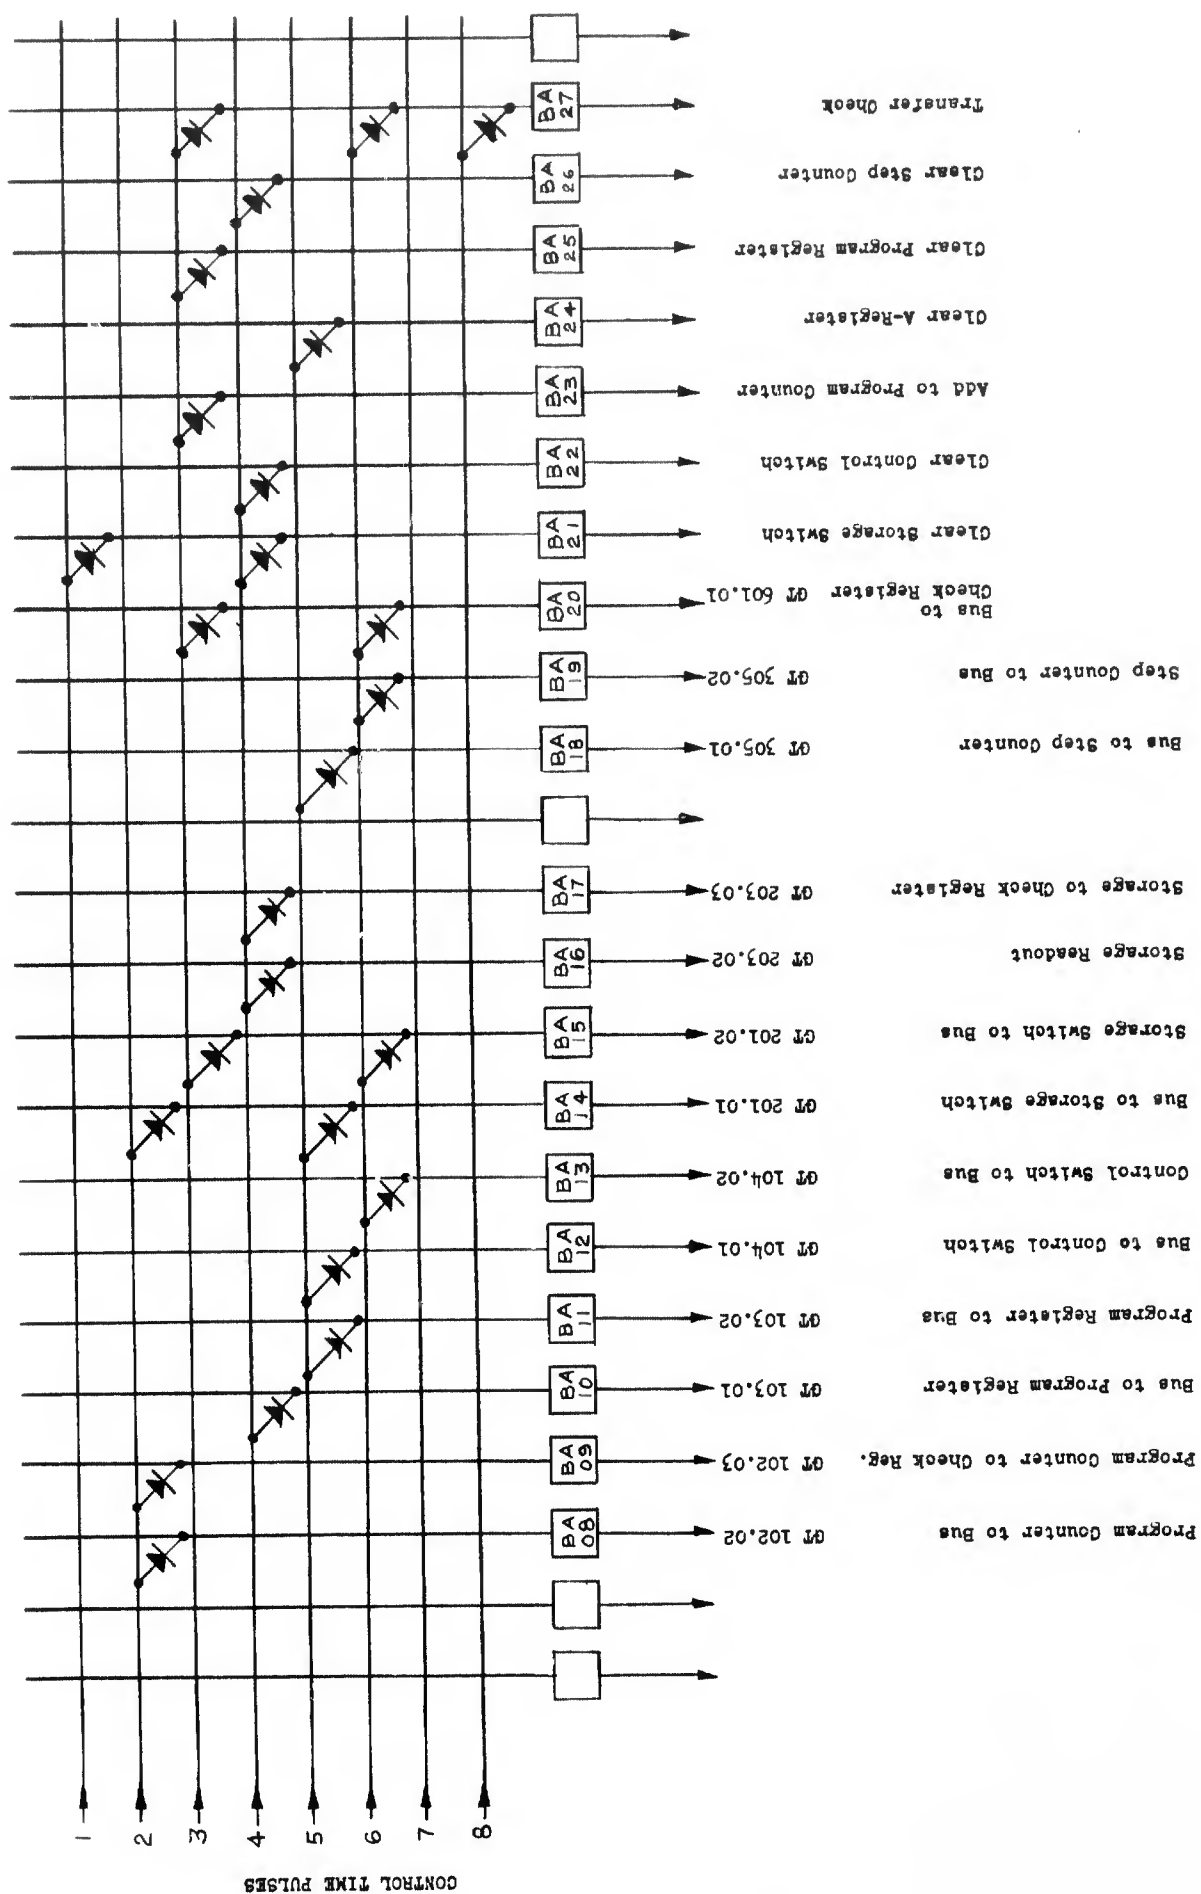 BA 27 Transfer Check
BA 26 Clear Step Counter
BA 25 Clear Program Register
BA 24 Clear A-Register
BA 23 Add to Program Counter
BA 22 Clear Control Switch
BA 21 Clear Storage Switch
BA 20 GT 601.01 Bus to
Check Register
BA 19 GT 305.02 Step Counter to Bus
BA 18 GT 305.01 Bus to Step Counter
BA 17 GT 203.03 Storage to Check Register
BA 16 GT 203.02 Storage Readout
BA 15 GT 201.02 Storage Switch to Bus
BA 14 GT 201.01 Bus to Storage Switch
BA 13 GT 104.02 Control Switch to Bus
BA 12 GT 104.01 Bus to Control Switch
BA 11 GT 103.02 Program Register to Bus
BA 10 GT 103.01 Bus to Program Register
BA 09 GT 102.03 Program Counter to Check Reg.
BA 08 GT 102.02 Program Counter to Bus
1
2
3
4
5
6
7
8
CONTROL TIME PULSES